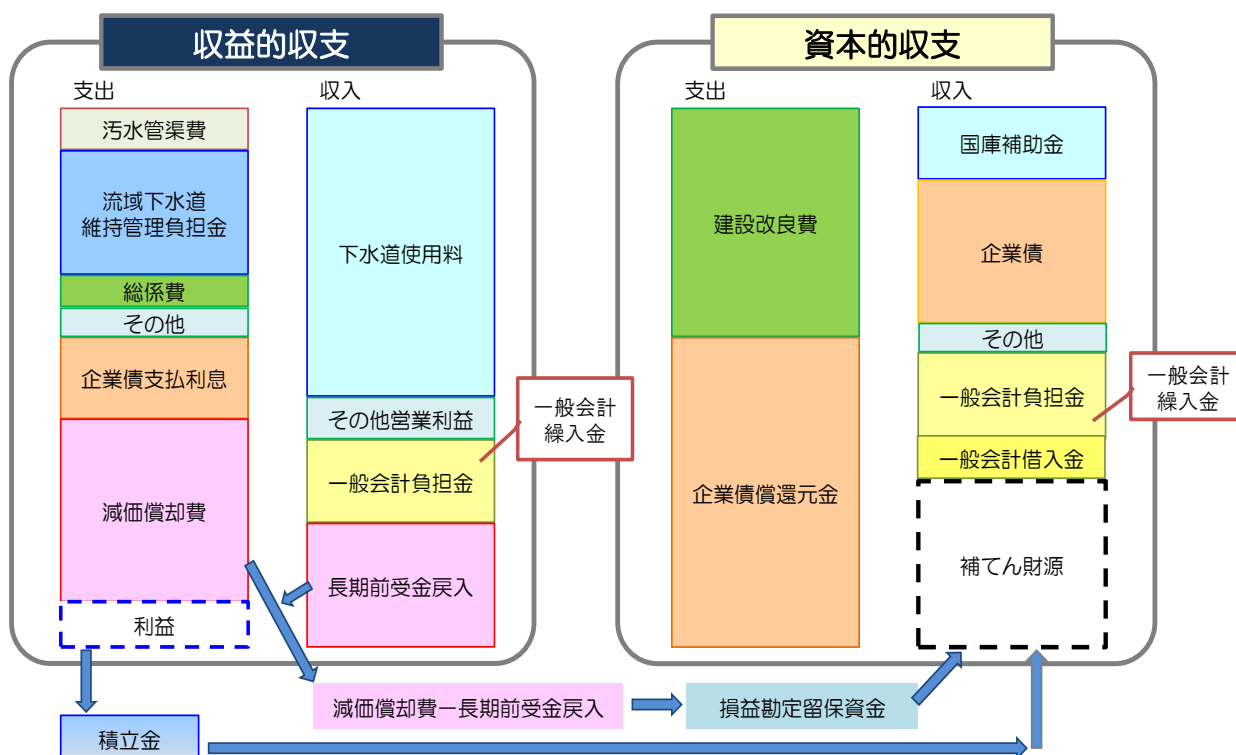 収益的収支
支出
汚水管渠費
流域下水道
維持管理負担金
総係費
その他
企業債支払利息
減価償却費
利益
収入
下水道使用料
その他営業利益
一般会計負担金
長期前受金戻入
一般会計
繰入金
資本的収支
支出
建設改良費
企業債償還元金
収入
国庫補助金
企業債
その他
一般会計負担金
一般会計借入金
補てん財源
一般会計
繰入金
減価償却費ー長期前受金戻入
損益勘定留保資金
積立金